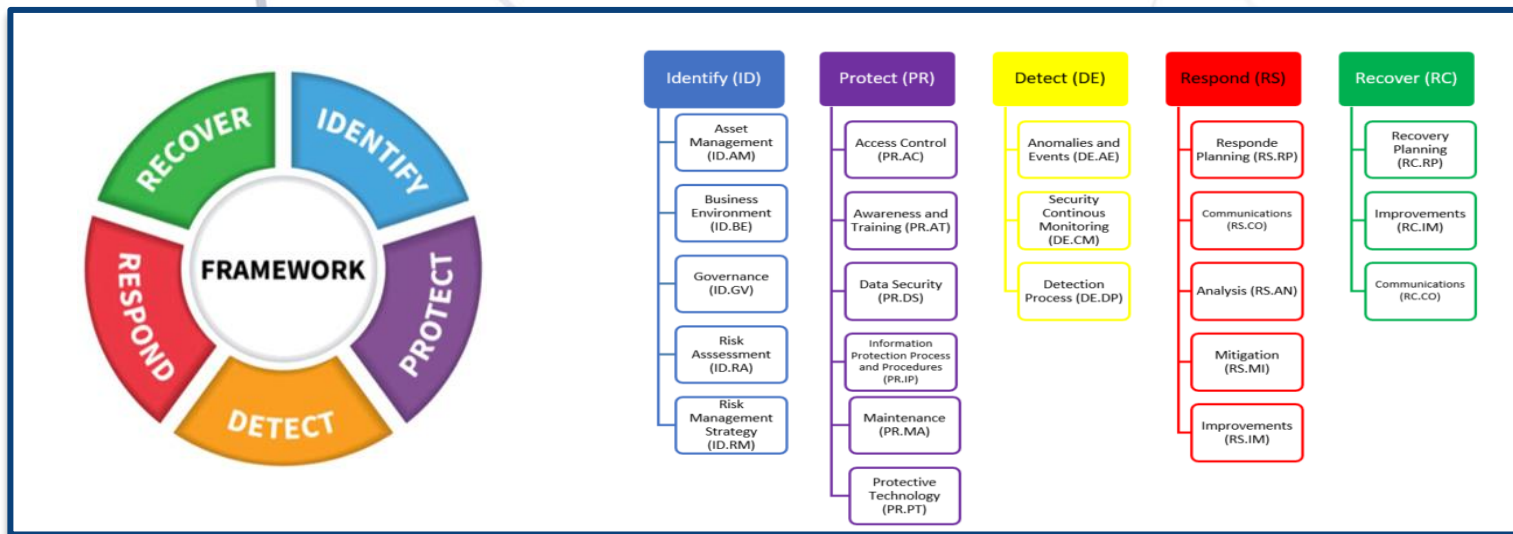 RECOVER
IDENTIFY
FRAMEWORK
RESPOND
PROTECT
DETECT
Identify (ID)
Asset
Management
(ID.AM)
Business
Environment
(ID.BE)
Governance
(ID.GV)
Risk
Asssessment
(ID.RA)
Risk
Management
Strategy
(ID.RM)
Protect (PR)
Access Control
(PR.AC)
Awareness and
Training (PR.AT)
Data Security
(PR.DS)
Information
Protection Process
and Procedures
(PR.IP)
Maintenance
(PR.MA)
Protective
Technology
(PR.PT)
Detect (DE)
Anomalies and
Events (DE.AE)
Security
Continous
Monitoring
(DE.CM)
Detection
Process (DE.DP)
Respond (RS)
Responde
Planning (RS.RP)
Communications
(RS.CO)
Analysis (RS.AN)
Mitigation
(RS.MI)
Improvements
(RS.IM)
Recover (RC)
Recovery
Planning
(RC.RP)
Improvements
(RC.IM)
Communications
(RC.CO)